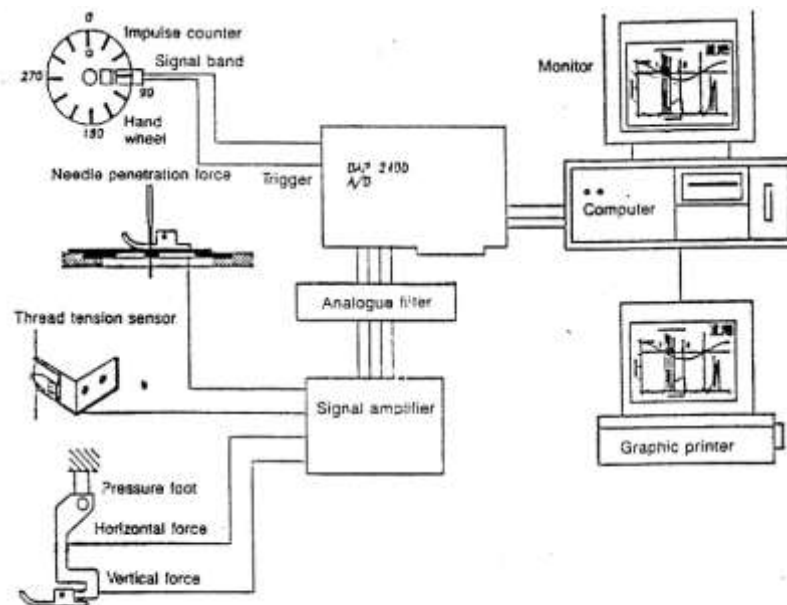 0
Impulse counter
Signal band
270
90
180
Hand
wheel
Needle penetration force
Trigger
DAP 2400
A/D
Monitor
Computer
Analogue filter
Thread tension sensor
Signal amplifier
Graphic printer
Pressure foot
Horizontal force
Vertical force